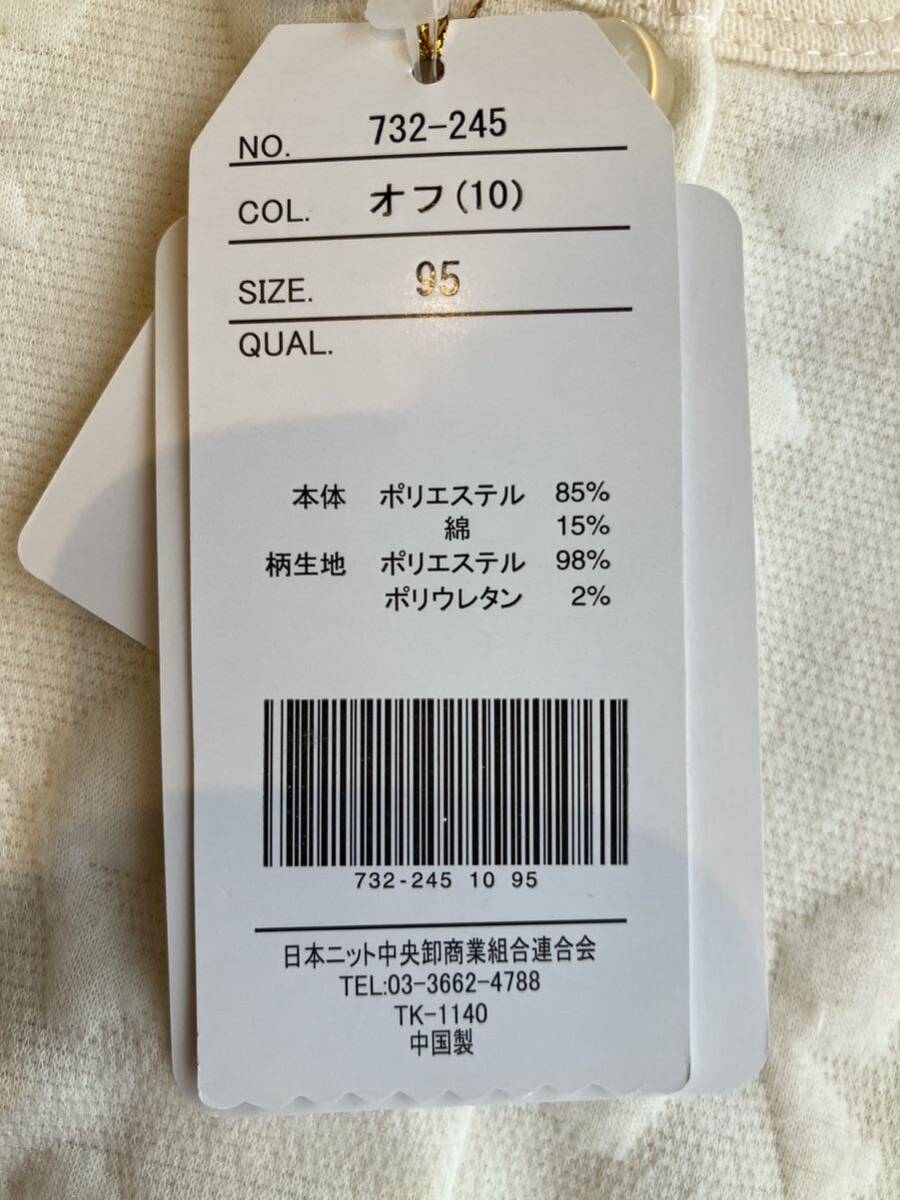 NO. 732-245
COL. オフ(10)
SIZE. 95
QUAL.
本体 ポリエステル 85%
綿 15%
柄生地 ポリエステル 98%
ポリウレタン 2%
732-245 10 95
日本ニット中央卸商業組合連合会
TEL:03-3662-4788
TK-1140
中国製